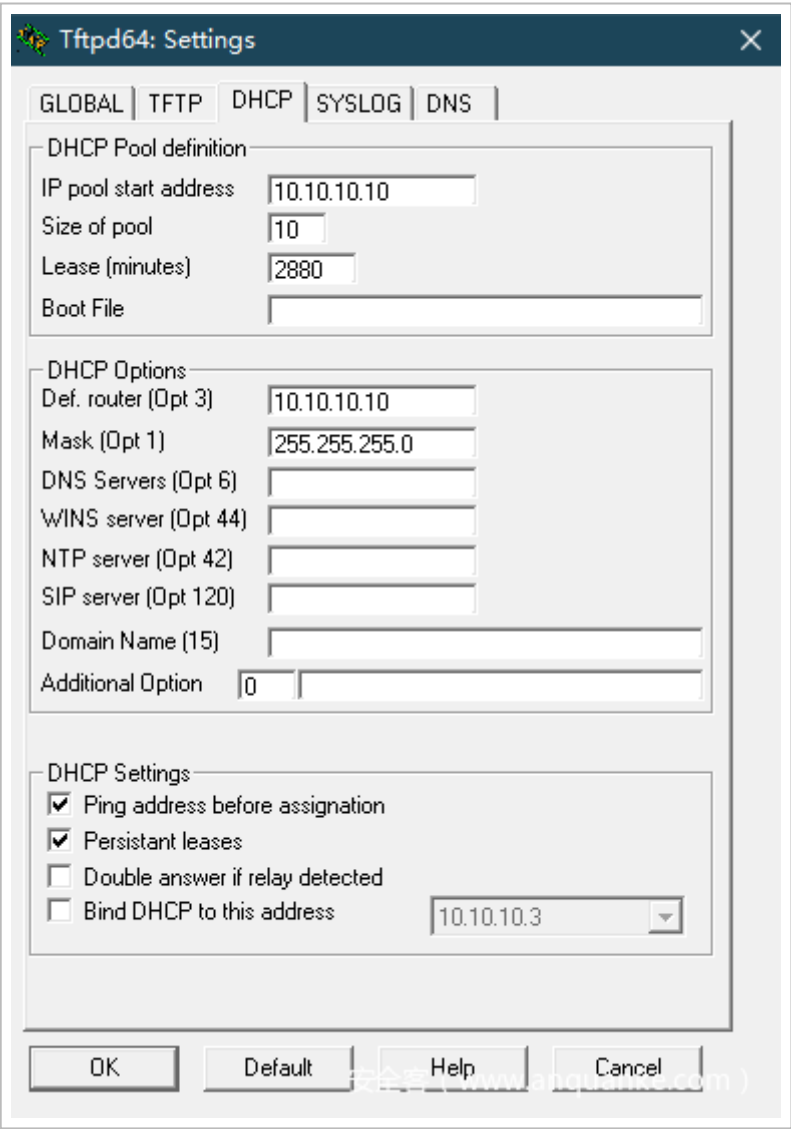 Tftpd64: Settings
GLOBAL TFTP DHCP SYSLOG DNS
DHCP Pool definition
IP pool start address 10.10.10.10
Size of pool 10
Lease (minutes) 2880
Boot File
DHCP Options
Def. router (Opt 3) 10.10.10.10
Mask (Opt 1) 255.255.255.0
DNS Servers (Opt 6)
WINS server (Opt 44)
NTP server (Opt 42)
SIP server (Opt 120)
Domain Name (15)
Additional Option 0
DHCP Settings
Ping address before assignation
Persistant leases
Double answer if relay detected
Bind DHCP to this address 10.10.10.3
OK Default Help Cancel
安全客 ( www.anquanke.com )